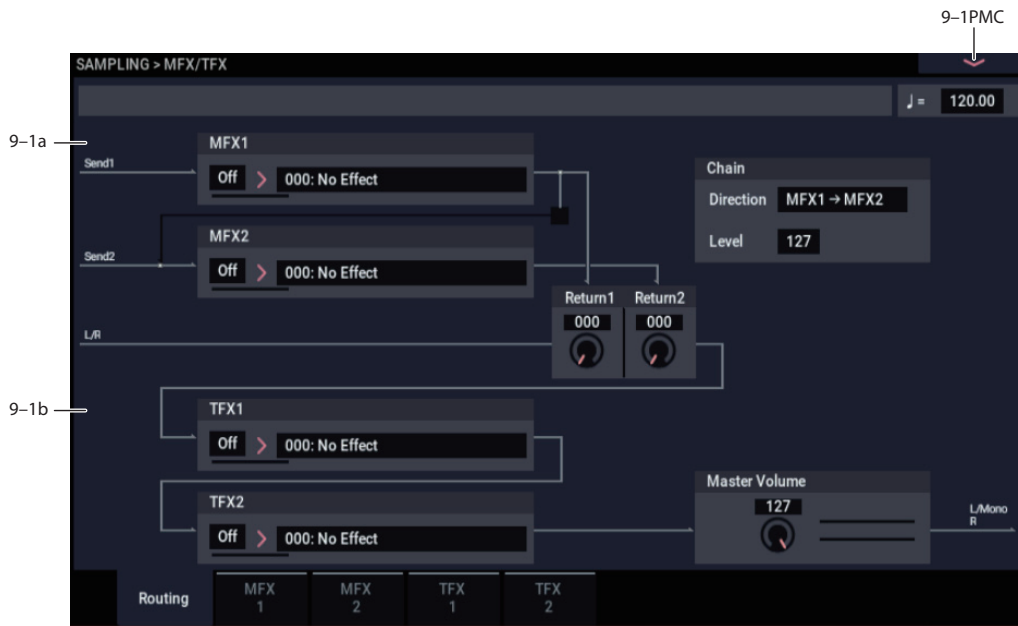 9–1PMC
SAMPLING > MFX/TFX
♩ = 120.00
9–1a
MFX1
Send1
Off
000: No Effect
Chain
Direction MFX1 → MFX2
Level 127
MFX2
Send2
Off
000: No Effect
Return1 Return2
000 000
L/R
9–1b
TFX1
Off
000: No Effect
TFX2
Off
000: No Effect
Master Volume
127
L/Mono
R
Routing
MFX
1
MFX
2
TFX
1
TFX
2